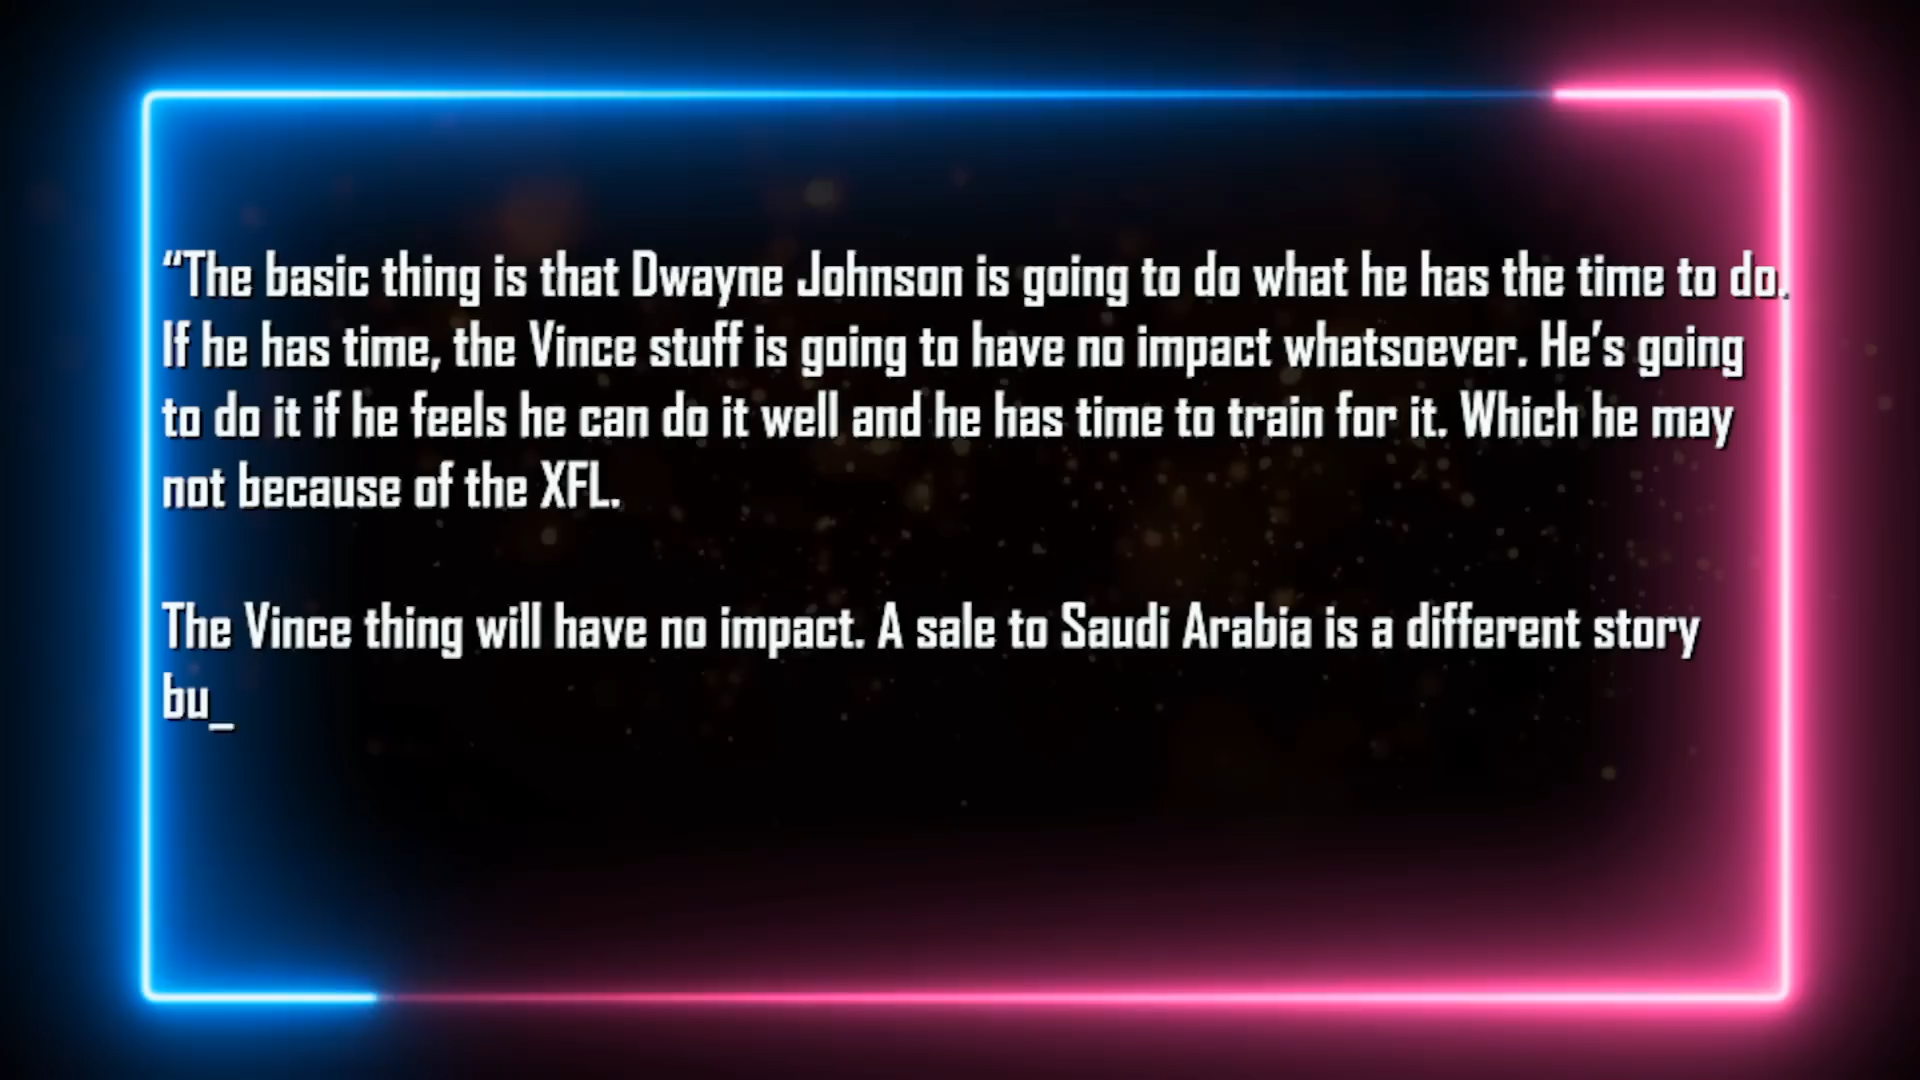 “The basic thing is that Dwayne Johnson is going to do what he has the time to do.
If he has time, the Vince stuff is going to have no impact whatsoever. He’s going
to do it if he feels he can do it well and he has time to train for it. Which he may
not because of the XFL.
The Vince thing will have no impact. A sale to Saudi Arabia is a different story
bu_